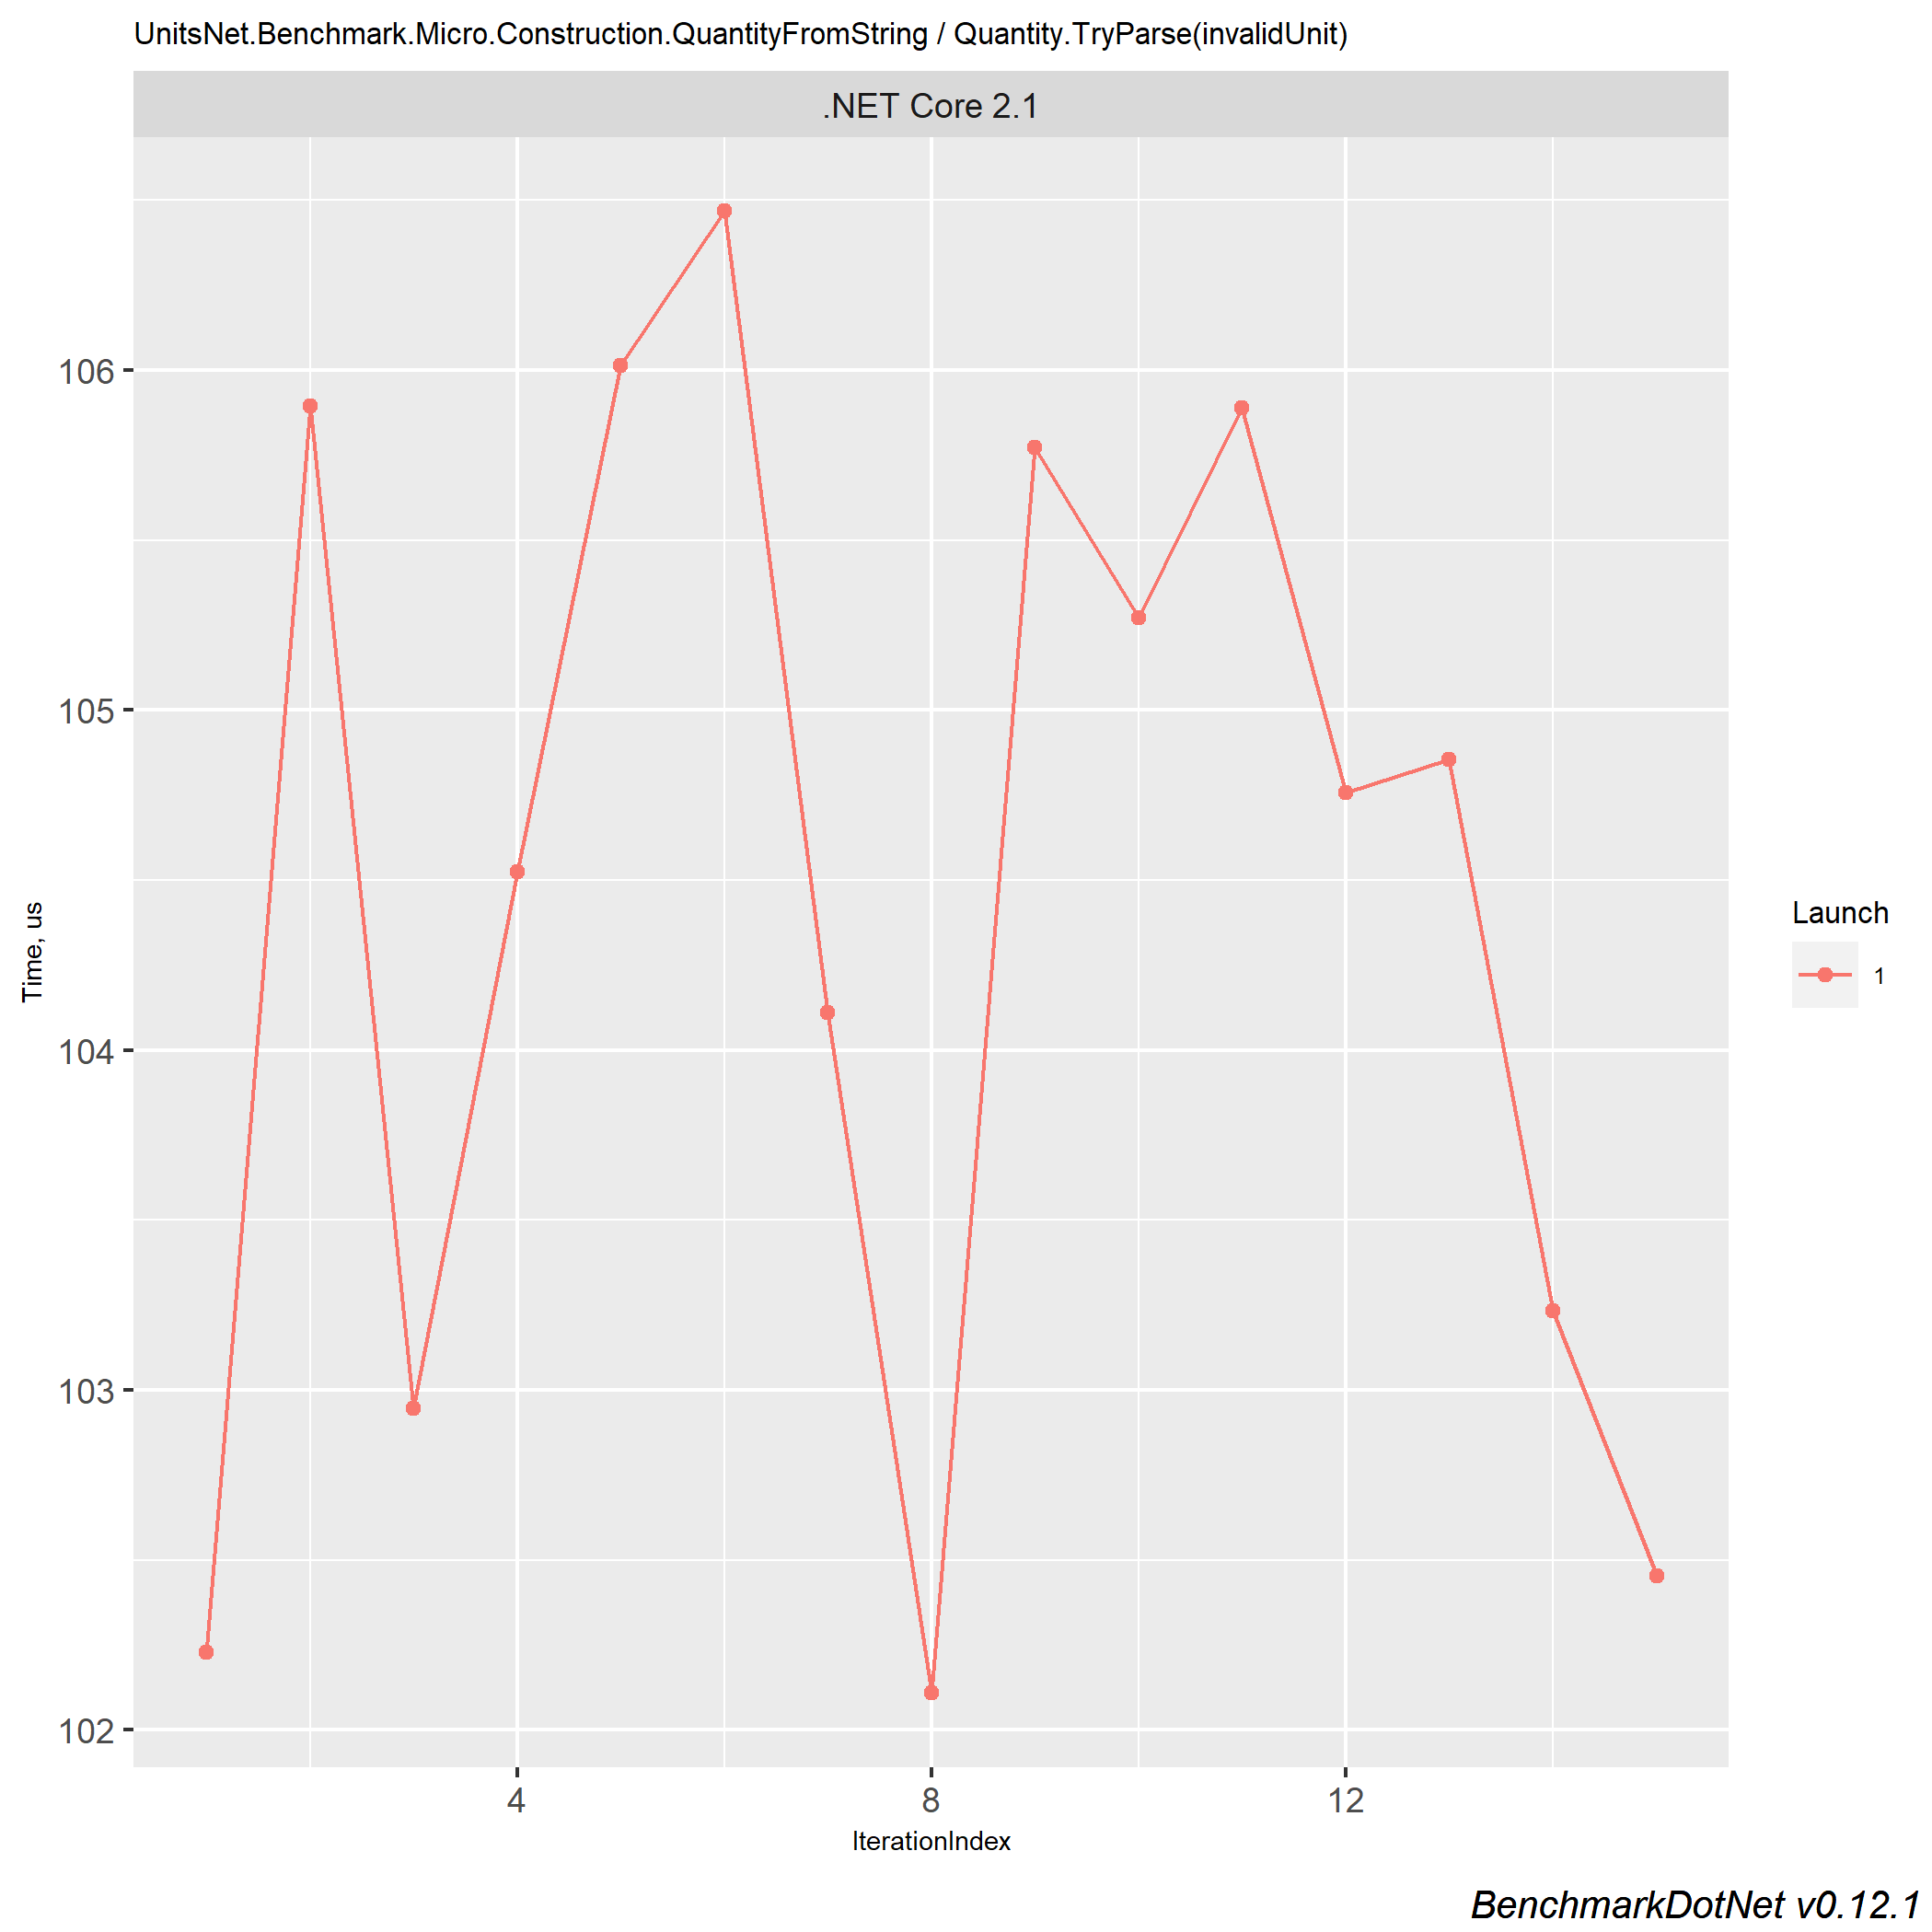 UnitsNet.Benchmark.Micro.Construction.QuantityFromString / Quantity.TryParse(invalidUnit)
.NET Core 2.1
106
105
104
103
102
Time, us
4 8 12
IterationIndex
Launch
1
BenchmarkDotNet v0.12.1